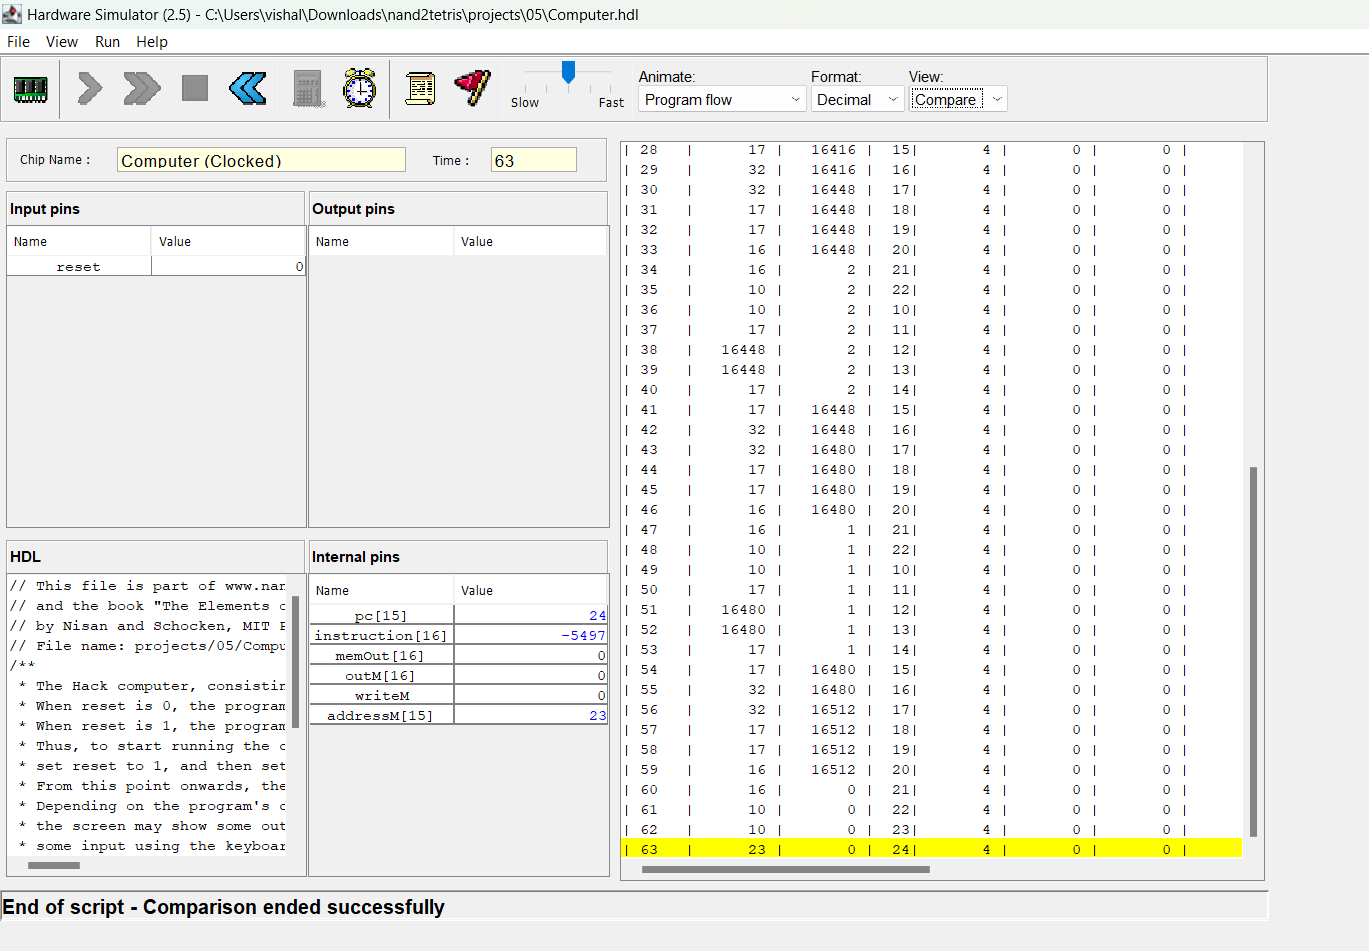 Hardware Simulator (2.5) - C:\Users\vishal\Downloads\nand2tetris\projects\05\Computer.hdl
File View Run Help
Slow Fast
Animate: Format: View:
Program flow Decimal Compare
Chip Name : Computer (Clocked) Time : 63
Input pins
Name Value
reset 0
Output pins
Name Value
HDL
// This file is part of www.nan
// and the book "The Elements o
// by Nisan and Schocken, MIT P
// File name: projects/05/Compu
/**
* The Hack computer, consistin
* When reset is 0, the program
* When reset is 1, the program
* Thus, to start running the c
* set reset to 1, and then set
* From this point onwards, the
* Depending on the program's c
* the screen may show some out
* some input using the keyboar
Internal pins
Name Value
pc[15] 24
instruction[16] -5497
memOut[16] 0
outM[16] 0
writeM 0
addressM[15] 23
| 28 | 17 | 16416 | 15| 4 | 0 | 0 |
| 29 | 32 | 16416 | 16| 4 | 0 | 0 |
| 30 | 32 | 16448 | 17| 4 | 0 | 0 |
| 31 | 17 | 16448 | 18| 4 | 0 | 0 |
| 32 | 17 | 16448 | 19| 4 | 0 | 0 |
| 33 | 16 | 16448 | 20| 4 | 0 | 0 |
| 34 | 16 | 2 | 21| 4 | 0 | 0 |
| 35 | 10 | 2 | 22| 4 | 0 | 0 |
| 36 | 10 | 2 | 10| 4 | 0 | 0 |
| 37 | 17 | 2 | 11| 4 | 0 | 0 |
| 38 | 16448 | 2 | 12| 4 | 0 | 0 |
| 39 | 16448 | 2 | 13| 4 | 0 | 0 |
| 40 | 17 | 2 | 14| 4 | 0 | 0 |
| 41 | 17 | 16448 | 15| 4 | 0 | 0 |
| 42 | 32 | 16448 | 16| 4 | 0 | 0 |
| 43 | 32 | 16480 | 17| 4 | 0 | 0 |
| 44 | 17 | 16480 | 18| 4 | 0 | 0 |
| 45 | 17 | 16480 | 19| 4 | 0 | 0 |
| 46 | 16 | 16480 | 20| 4 | 0 | 0 |
| 47 | 16 | 1 | 21| 4 | 0 | 0 |
| 48 | 10 | 1 | 22| 4 | 0 | 0 |
| 49 | 10 | 1 | 10| 4 | 0 | 0 |
| 50 | 17 | 1 | 11| 4 | 0 | 0 |
| 51 | 16480 | 1 | 12| 4 | 0 | 0 |
| 52 | 16480 | 1 | 13| 4 | 0 | 0 |
| 53 | 17 | 1 | 14| 4 | 0 | 0 |
| 54 | 17 | 16480 | 15| 4 | 0 | 0 |
| 55 | 32 | 16480 | 16| 4 | 0 | 0 |
| 56 | 32 | 16512 | 17| 4 | 0 | 0 |
| 57 | 17 | 16512 | 18| 4 | 0 | 0 |
| 58 | 17 | 16512 | 19| 4 | 0 | 0 |
| 59 | 16 | 16512 | 20| 4 | 0 | 0 |
| 60 | 16 | 0 | 21| 4 | 0 | 0 |
| 61 | 10 | 0 | 22| 4 | 0 | 0 |
| 62 | 10 | 0 | 23| 4 | 0 | 0 |
| 63 | 23 | 0 | 24| 4 | 0 | 0 |
End of script - Comparison ended successfully